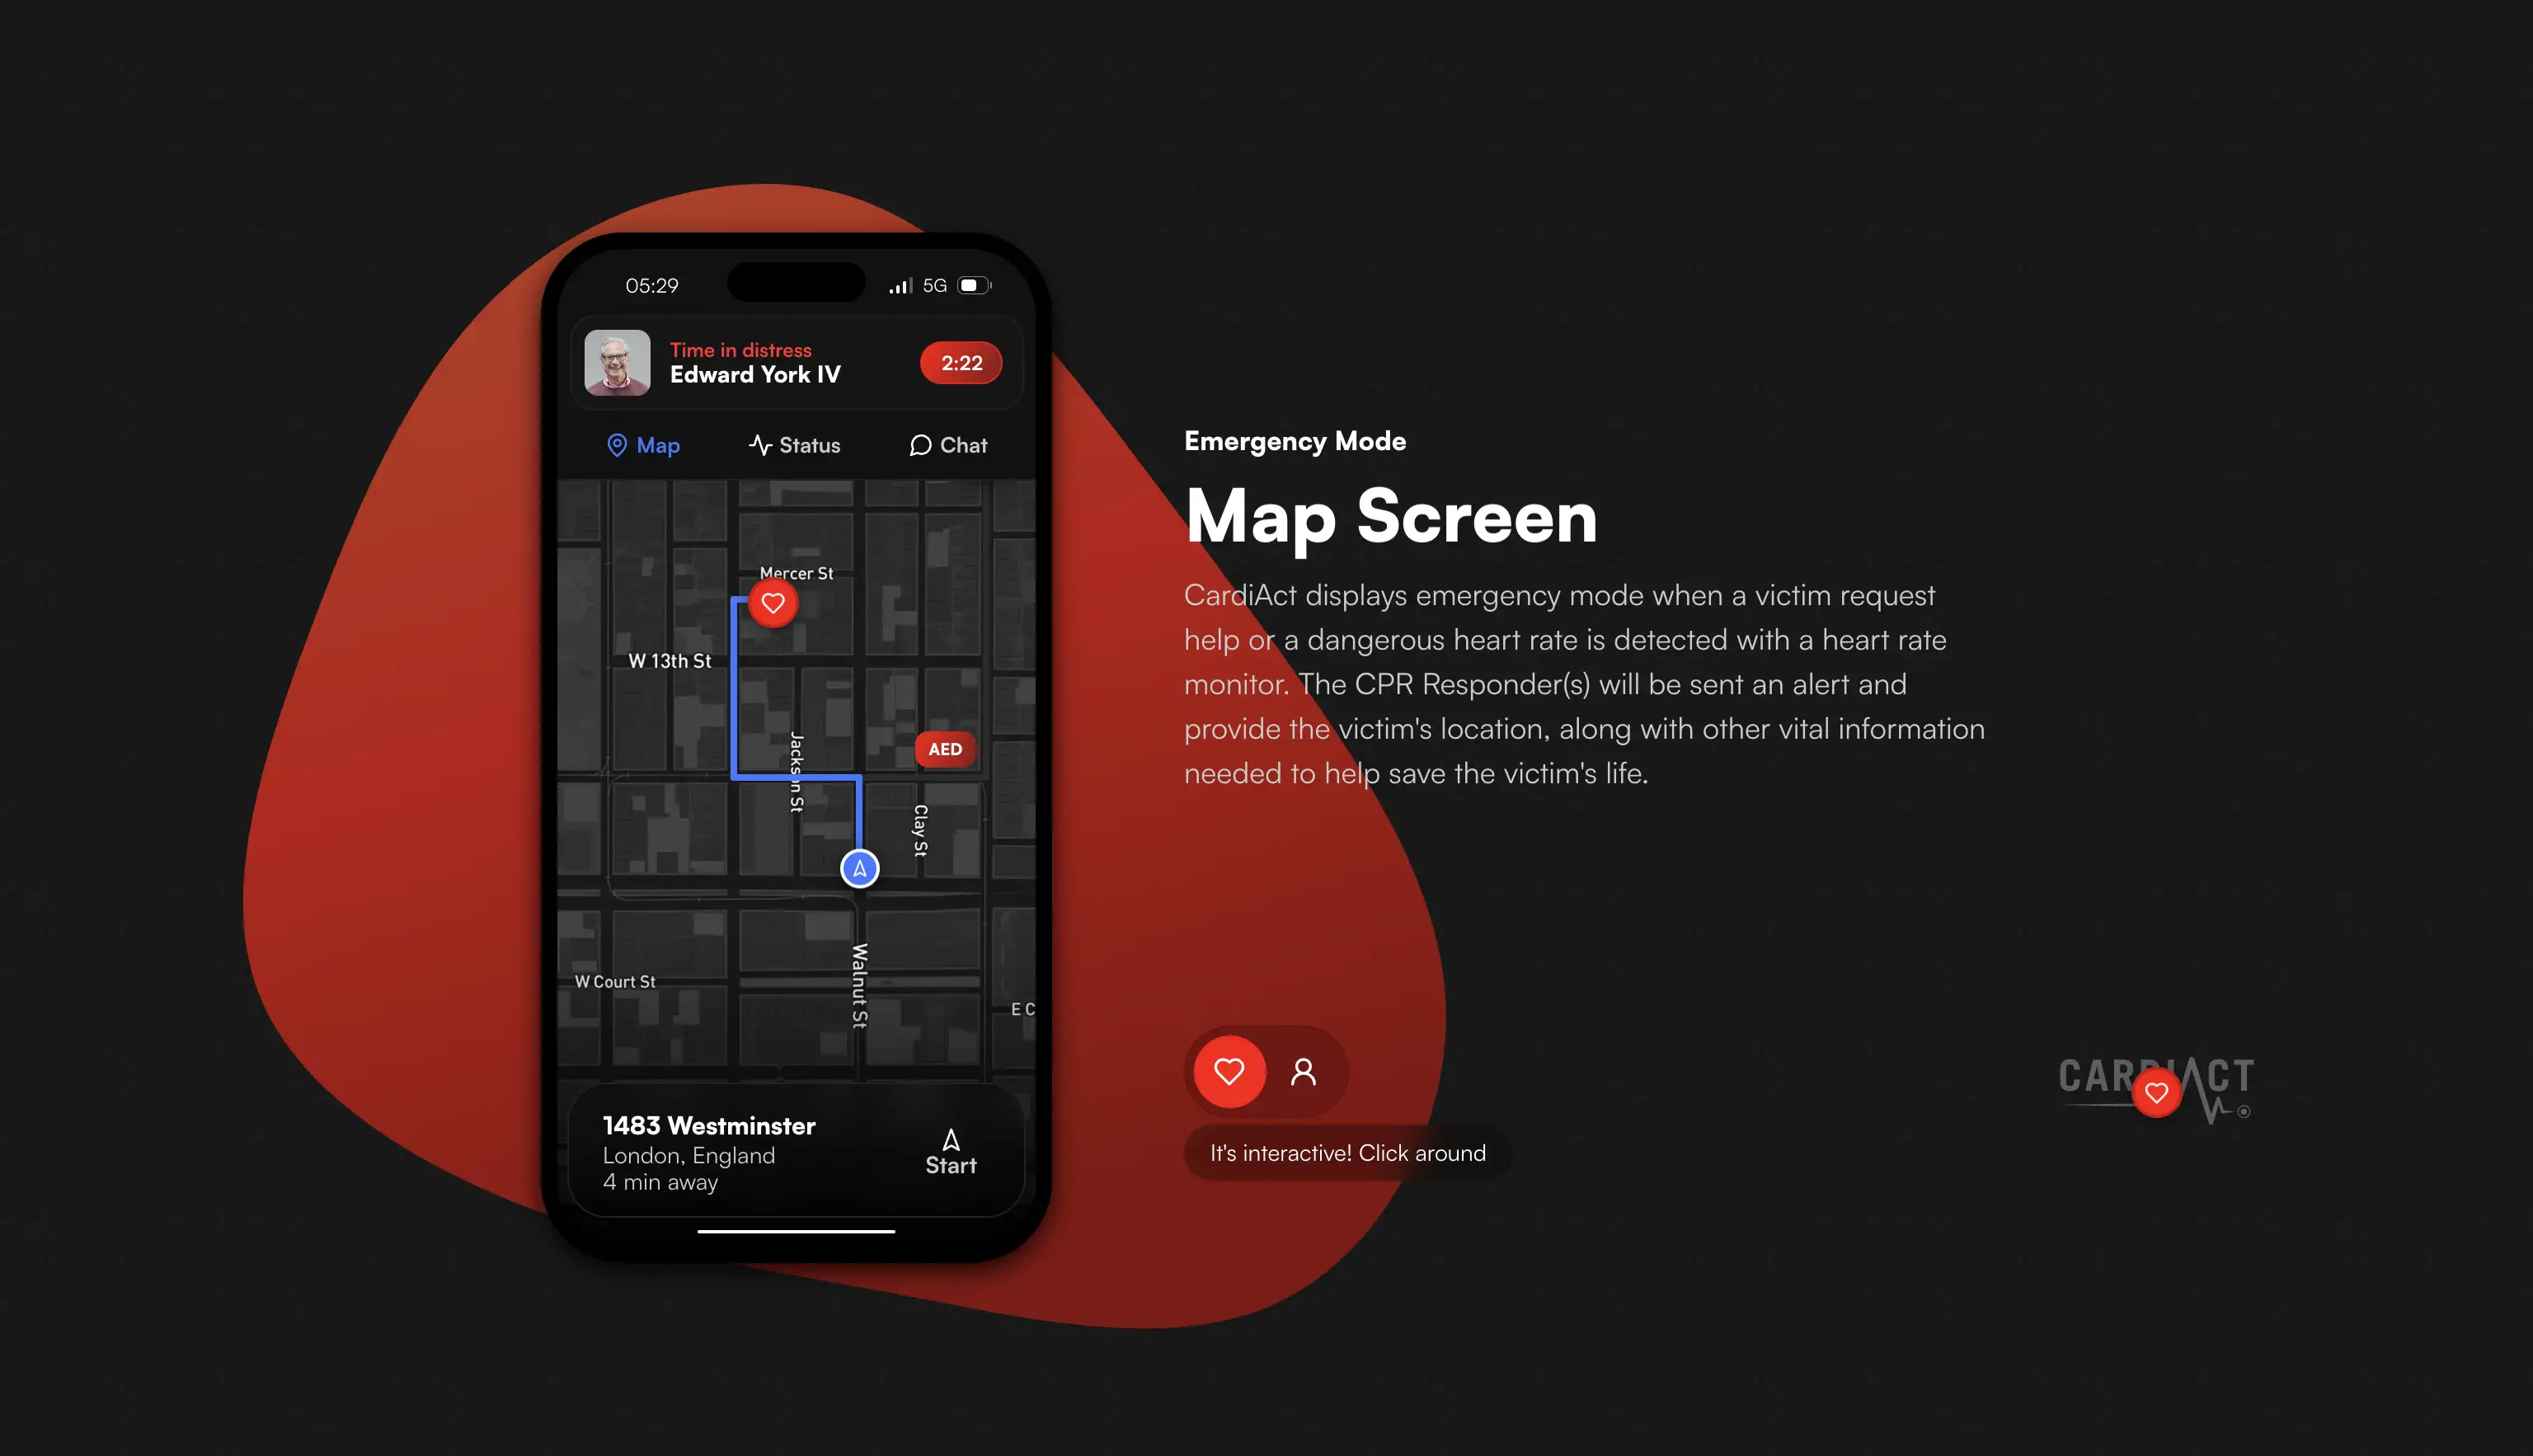 05:29
5G
Time in distress
Edward York IV
2:22
Map
Status
Chat
Mercer St
W 13th St
Jackson St
AED
Clay St
W Court St
Walnut St
E C
1483 Westminster
London, England
4 min away
Start
Emergency Mode
Map Screen
CardiAct displays emergency mode when a victim request
help or a dangerous heart rate is detected with a heart rate
monitor. The CPR Responder(s) will be sent an alert and
provide the victim's location, along with other vital information
needed to help save the victim's life.
It's interactive! Click around
CARDIACT